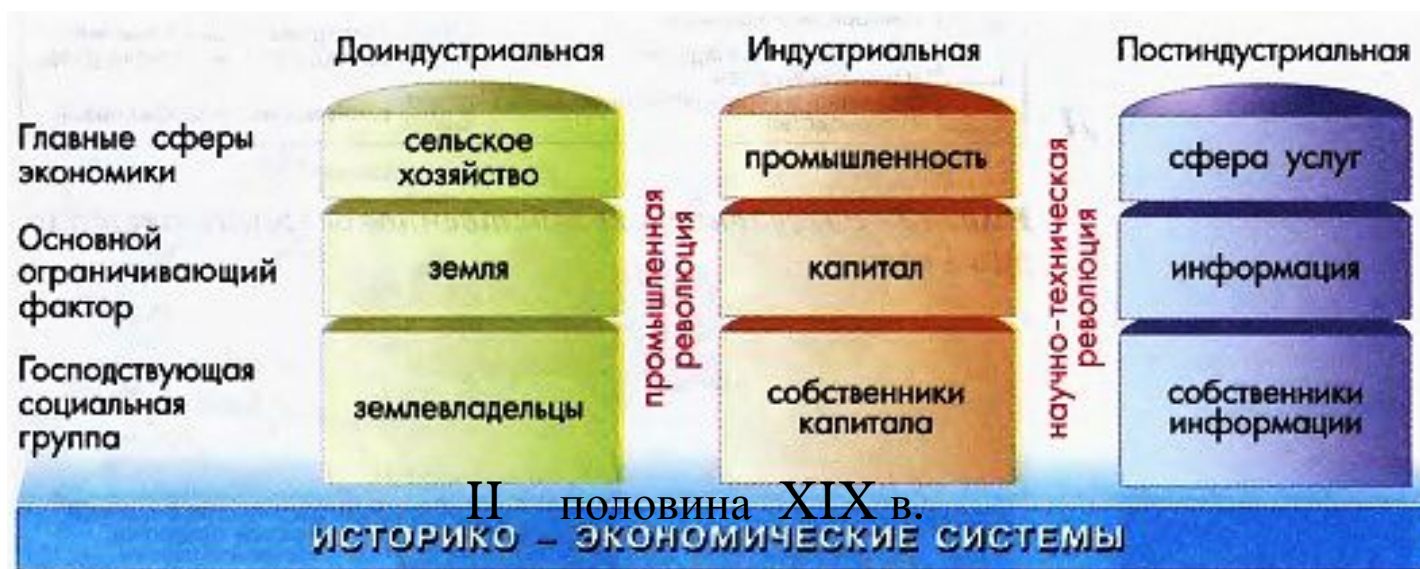 Доиндустриальная
Индустриальная
Постиндустриальная
Главные сферы
экономики
сельское
хозяйство
промышленность
сфера услуг
Основной
ограничивающий
фактор
земля
капитал
информация
Господствующая
социальная
группа
землевладельцы
собственники
капитала
собственники
информации
промышленная
революция
научно-техническая
революция
II половина XIX в.
ИСТОРИКО – ЭКОНОМИЧЕСКИЕ СИСТЕМЫ